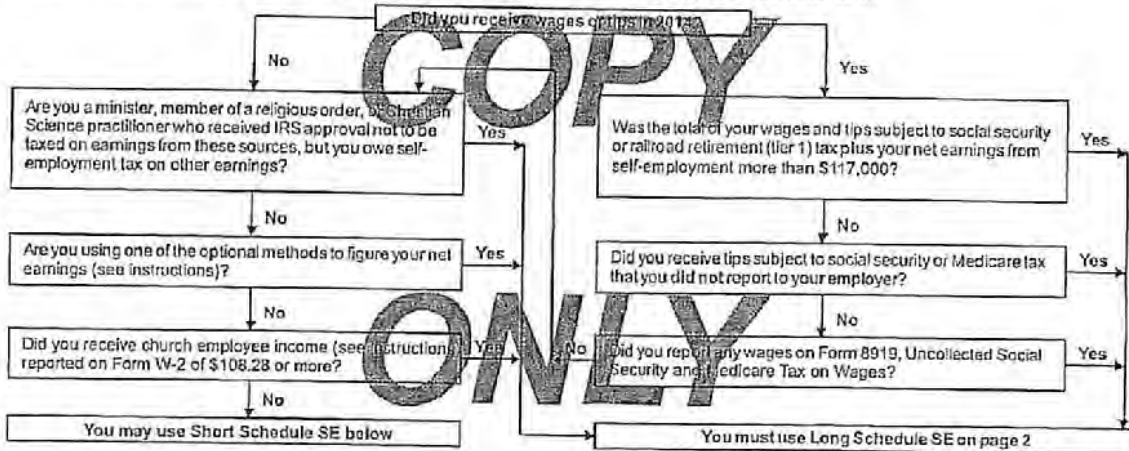 Did you receive wages or tips in 2014?
No
Yes
Are you a minister, member of a religious order, or Christian
Science practitioner who received IRS approval not to be
taxed on earnings from these sources, but you owe self-
employment tax on other earnings?
Yes
Was the total of your wages and tips subject to social security
or railroad retirement (tier 1) tax plus your net earnings from
self-employment more than $117,000?
Yes
No
No
Are you using one of the optional methods to figure your net
earnings (see instructions)?
Yes
Did you receive tips subject to social security or Medicare tax
that you did not report to your employer?
Yes
No
No
Did you receive church employee income (see instructions)
reported on Form W-2 of $108.28 or more?
Yes
No
Did you report any wages on Form 8919, Uncollected Social
Security and Medicare Tax on Wages?
Yes
No
You may use Short Schedule SE below
You must use Long Schedule SE on page 2
COPY
ONLY